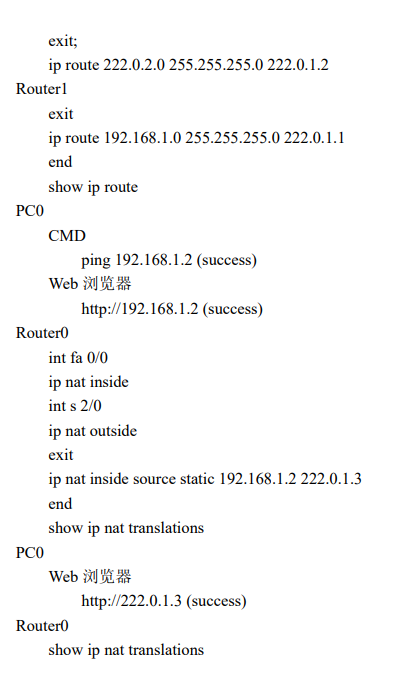 exit;
ip route 222.0.2.0 255.255.255.0 222.0.1.2
Router1
exit
ip route 192.168.1.0 255.255.255.0 222.0.1.1
end
show ip route
PC0
CMD
ping 192.168.1.2 (success)
Web 浏览器
http://192.168.1.2 (success)
Router0
int fa 0/0
ip nat inside
int s 2/0
ip nat outside
exit
ip nat inside source static 192.168.1.2 222.0.1.3
end
show ip nat translations
PC0
Web 浏览器
http://222.0.1.3 (success)
Router0
show ip nat translations